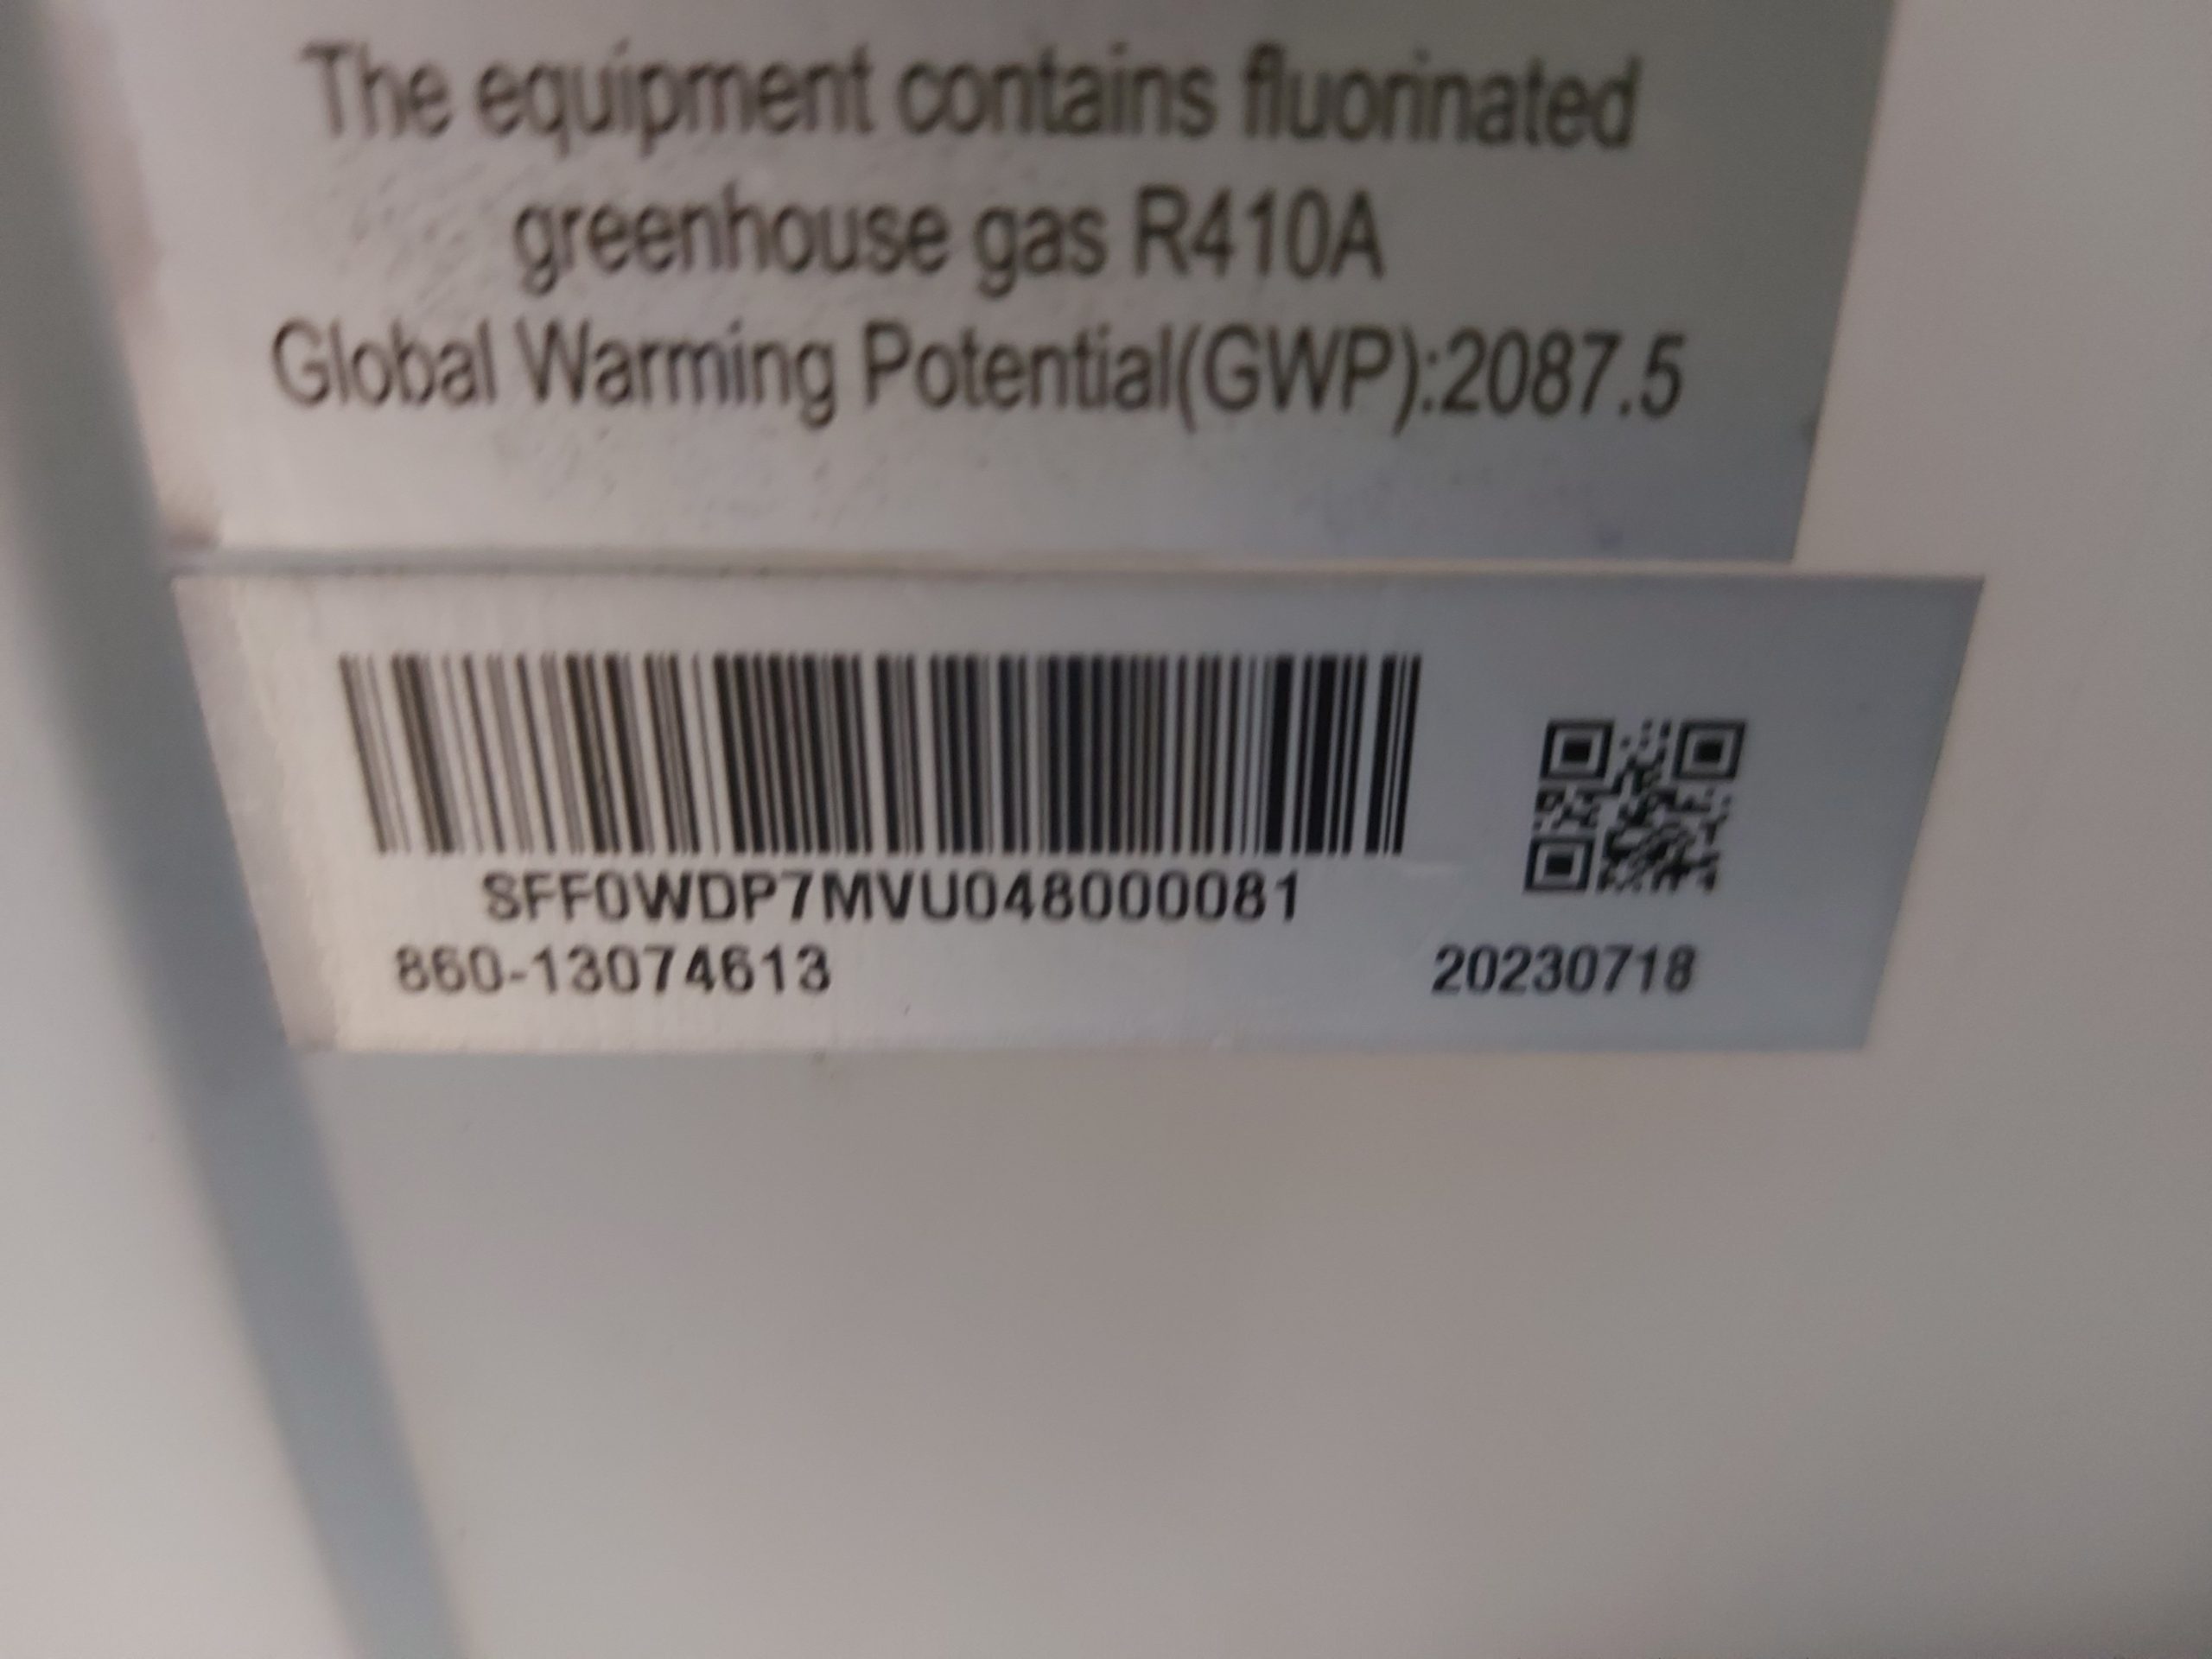 The equipment contains fluorinated
greenhouse gas R410A
Global Warming Potential(GWP):2087.5
SFF0WDP7MVU048000081
860-13074613
20230718